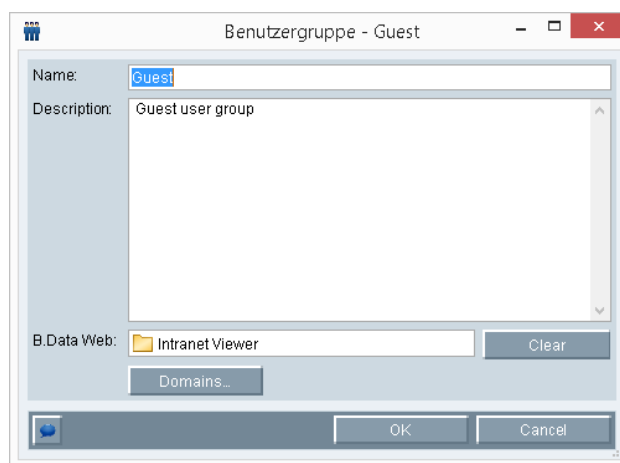 Benutzergruppe - Guest
Name: Guest
Description: Guest user group
B.Data Web: Intranet Viewer Clear
Domains...
OK Cancel